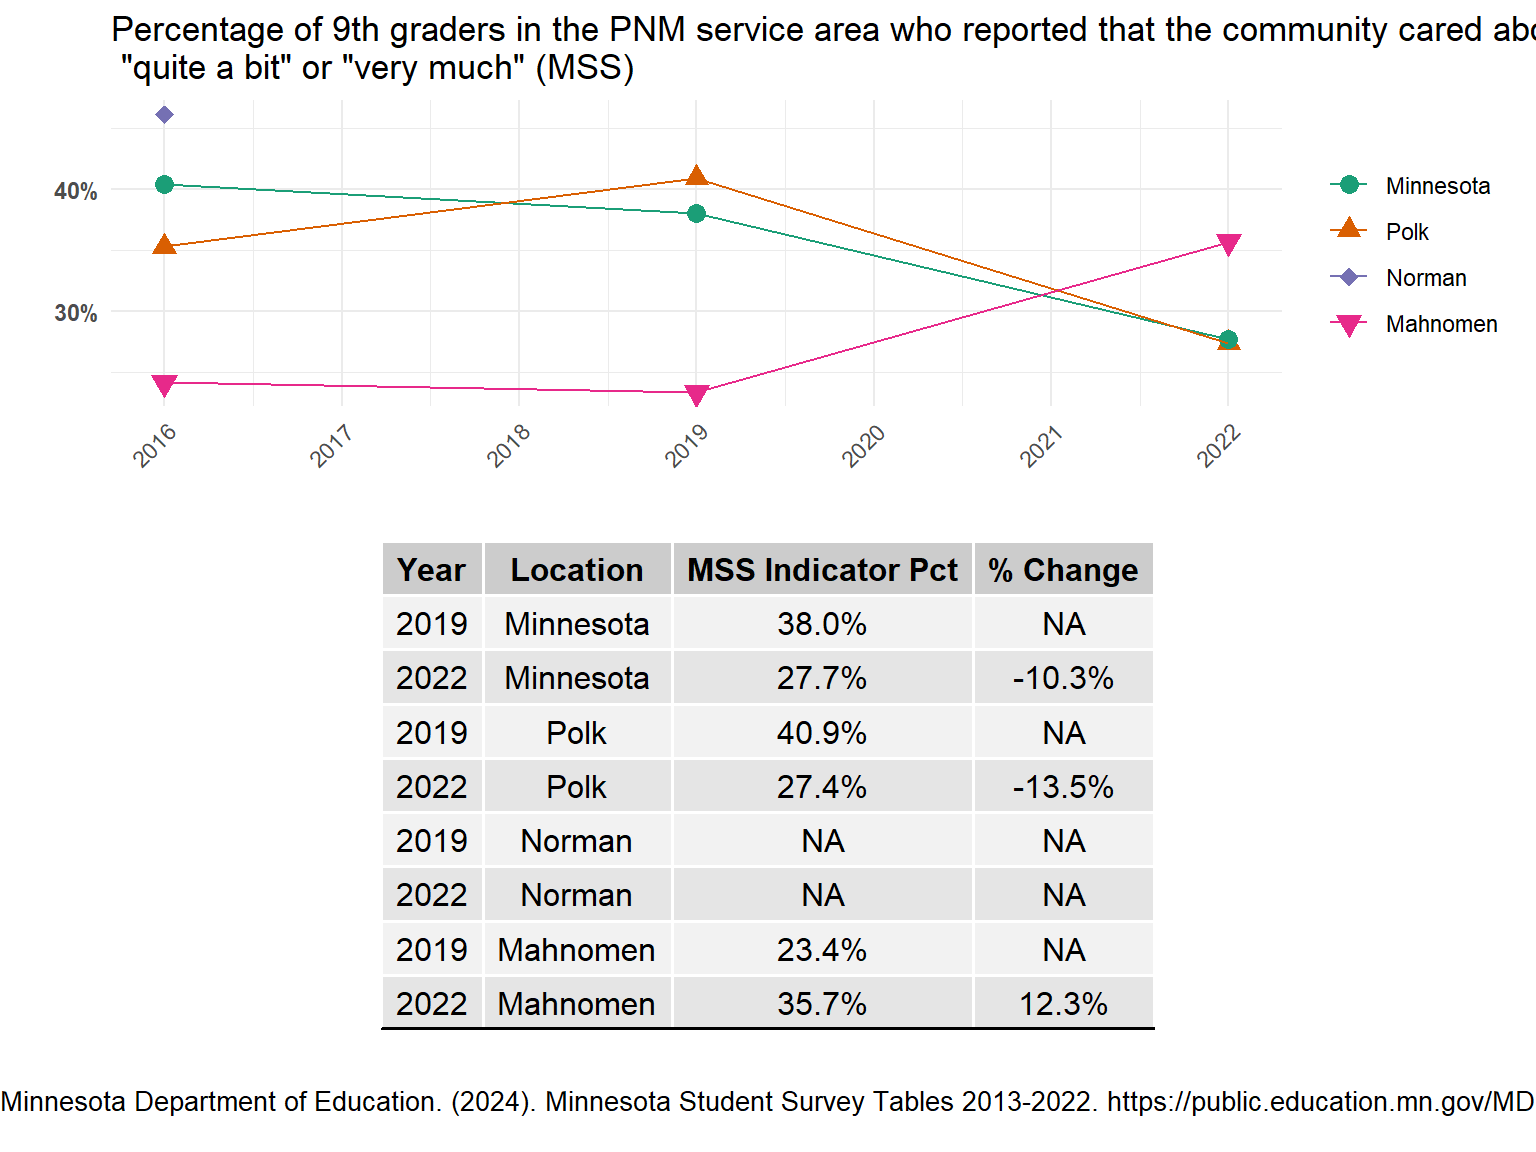 Percentage of 9th graders in the PNM service area who reported that the community cared
"quite a bit" or "very much" (MSS)
40%
30%
2016 2017 2018 2019 2020 2021 2022
Minnesota
Polk
Norman
Mahnomen
Year Location MSS Indicator Pct % Change
2019 Minnesota 38.0% NA
2022 Minnesota 27.7% -10.3%
2019 Polk 40.9% NA
2022 Polk 27.4% -13.5%
2019 Norman NA NA
2022 Norman NA NA
2019 Mahnomen 23.4% NA
2022 Mahnomen 35.7% 12.3%
Minnesota Department of Education. (2024). Minnesota Student Survey Tables 2013-2022. https://public.education.mn.gov/MD